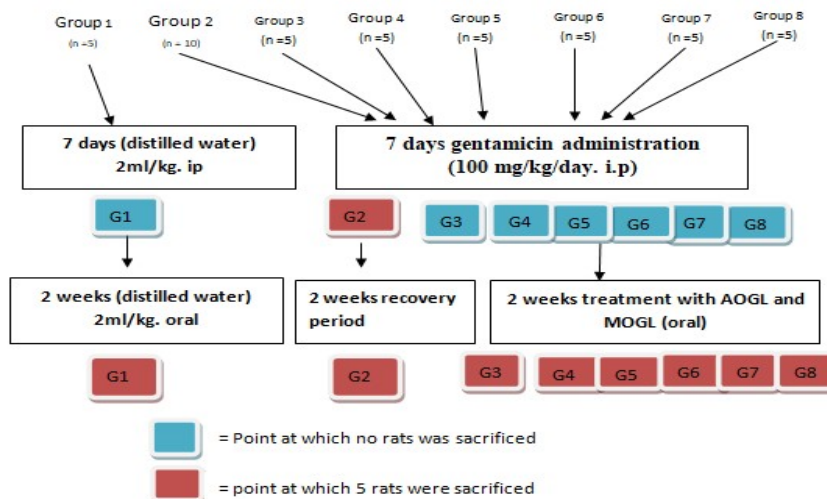 Group 1
(n =5)
Group 2
(n = 10)
Group 3
(n =5)
Group 4
(n =5)
Group 5
(n =5)
Group 6
(n =5)
Group 7
(n =5)
Group 8
(n =5)
7 days (distilled water)
2ml/kg. ip
7 days gentamicin administration
(100 mg/kg/day. i.p)
G1
G2
G3
G4
G5
G6
G7
G8
2 weeks (distilled water)
2ml/kg. oral
2 weeks recovery
period
2 weeks treatment with AOGL and
MOGL (oral)
G1
G2
G3
G4
G5
G6
G7
G8
= Point at which no rats was sacrificed
= point at which 5 rats were sacrificed